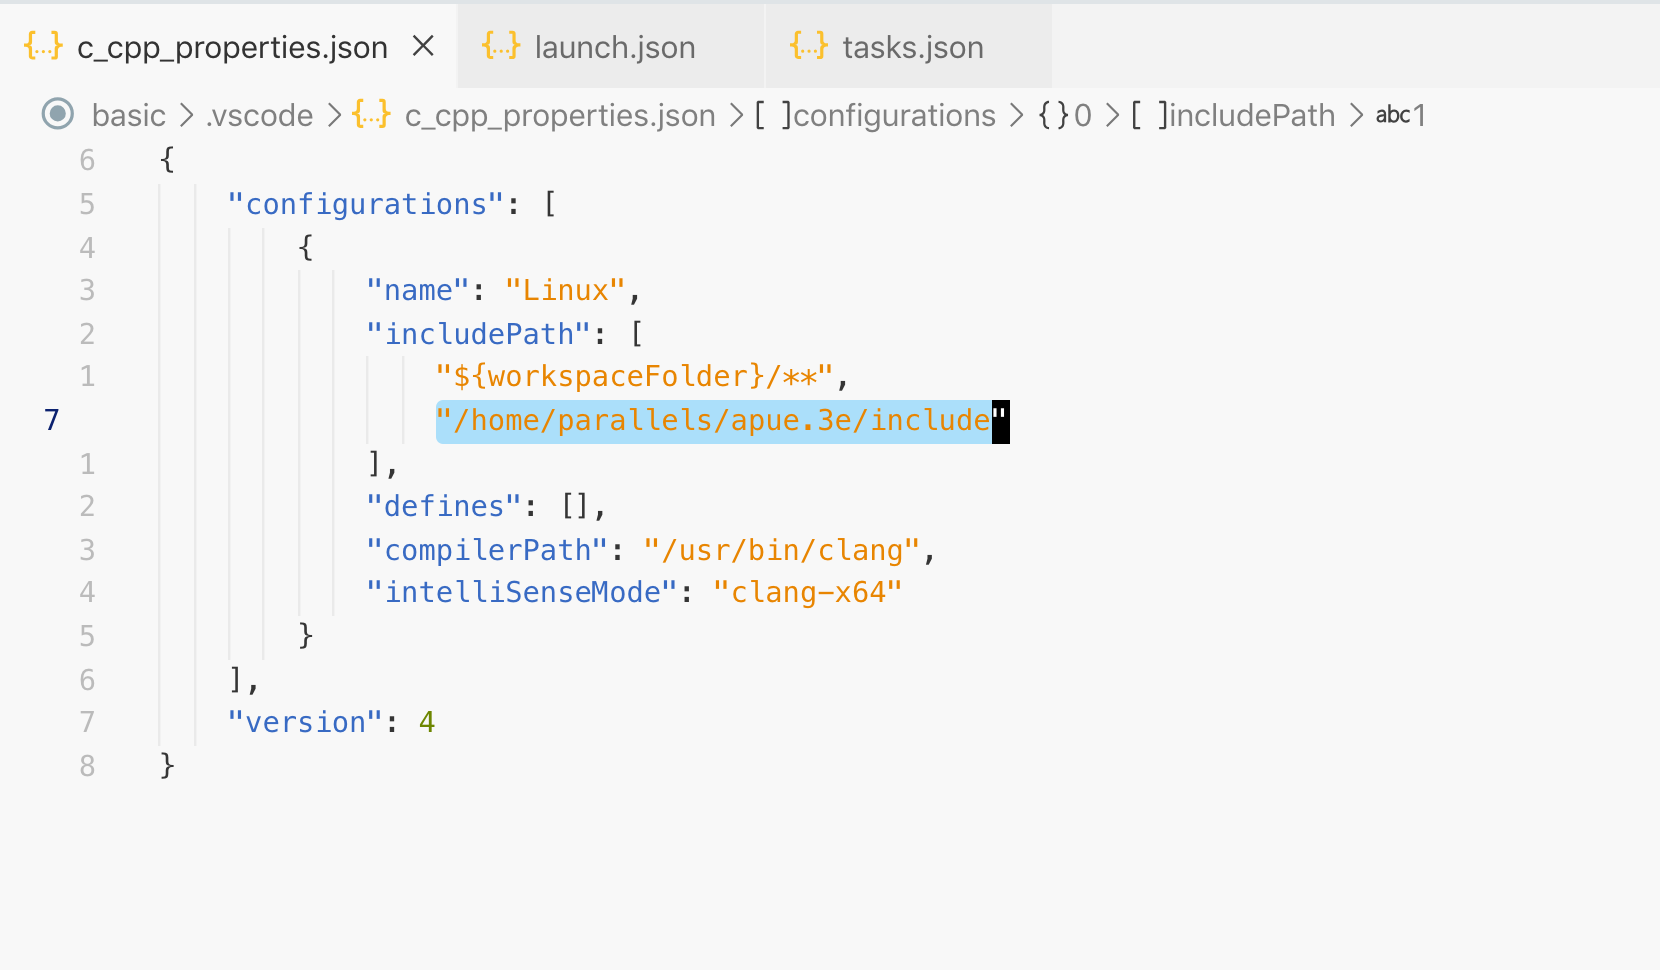 {...} c_cpp_properties.json × {...} launch.json {...} tasks.json
basic > .vscode > {...} c_cpp_properties.json > [ ]configurations > {}0 > [ ]includePath > abc1
6 {
5 "configurations": [
4 {
3 "name": "Linux",
2 "includePath": [
1 "${workspaceFolder}/**",
7 "/home/parallels/apue.3e/include"
1 ],
2 "defines": [],
3 "compilerPath": "/usr/bin/clang",
4 "intelliSenseMode": "clang-x64"
5 }
6 ],
7 "version": 4
8 }